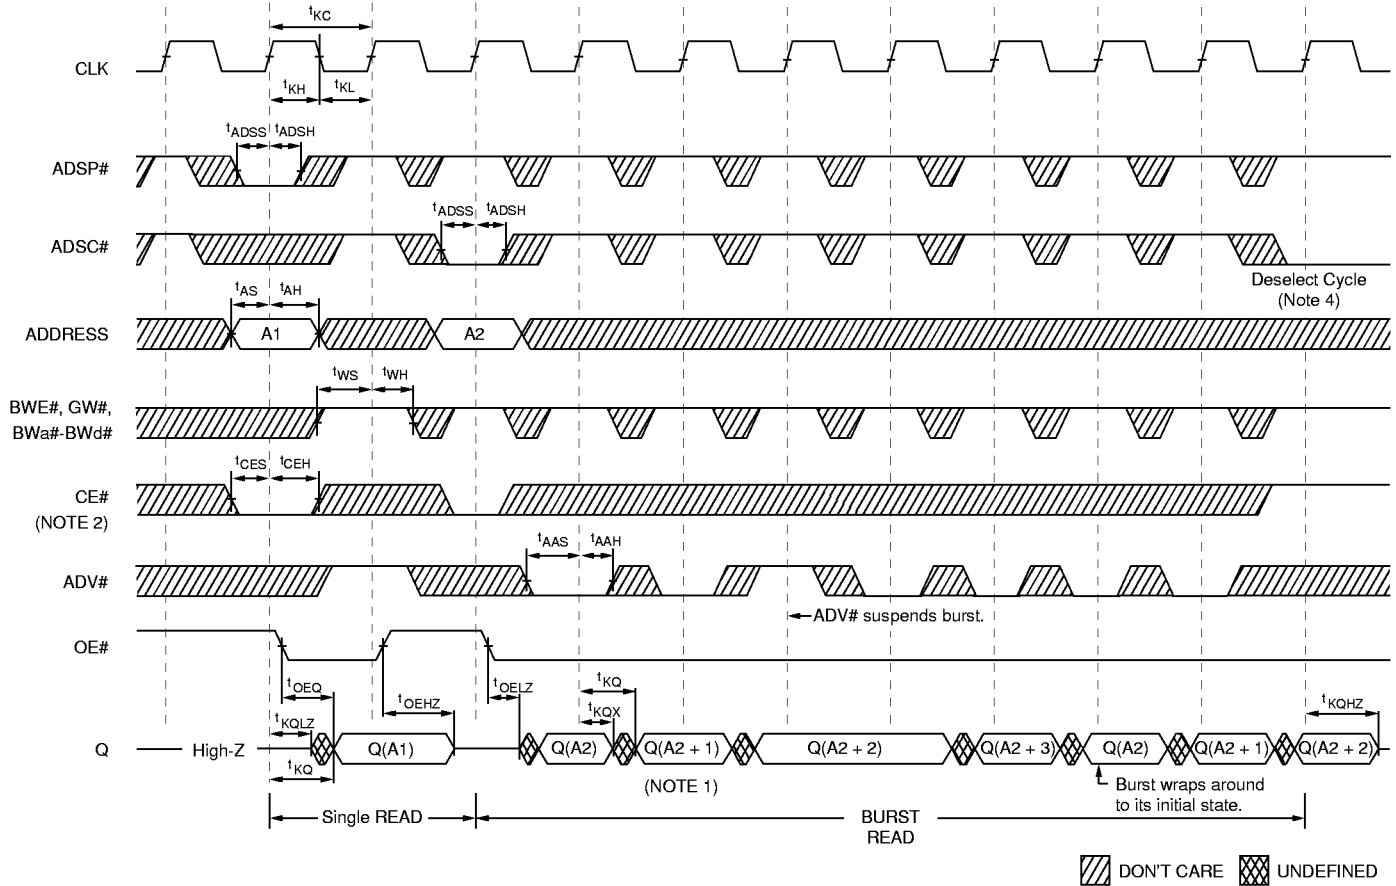 tKC
CLK
tKH
tKL
tADSS
tADSH
ADSP#
tADSS
tADSH
ADSC#
Deselect Cycle
(Note 4)
tAS
tAH
ADDRESS
A1
A2
tWS
tWH
BWE#, GW#,
BWa#-BWd#
tCES
tCEH
CE#
(NOTE 2)
tAAS
tAAH
ADV#
ADV# suspends burst.
OE#
tOEQ
tOEHZ
tOELZ
tKQ
tKQX
tKQHZ
tKQLZ
Q
High-Z
Q(A1)
Q(A2)
Q(A2 + 1)
Q(A2 + 2)
Q(A2 + 3)
Q(A2)
Q(A2 + 1)
Q(A2 + 2)
tKQ
(NOTE 1)
Burst wraps around
to its initial state.
Single READ
BURST
READ
DON'T CARE
UNDEFINED